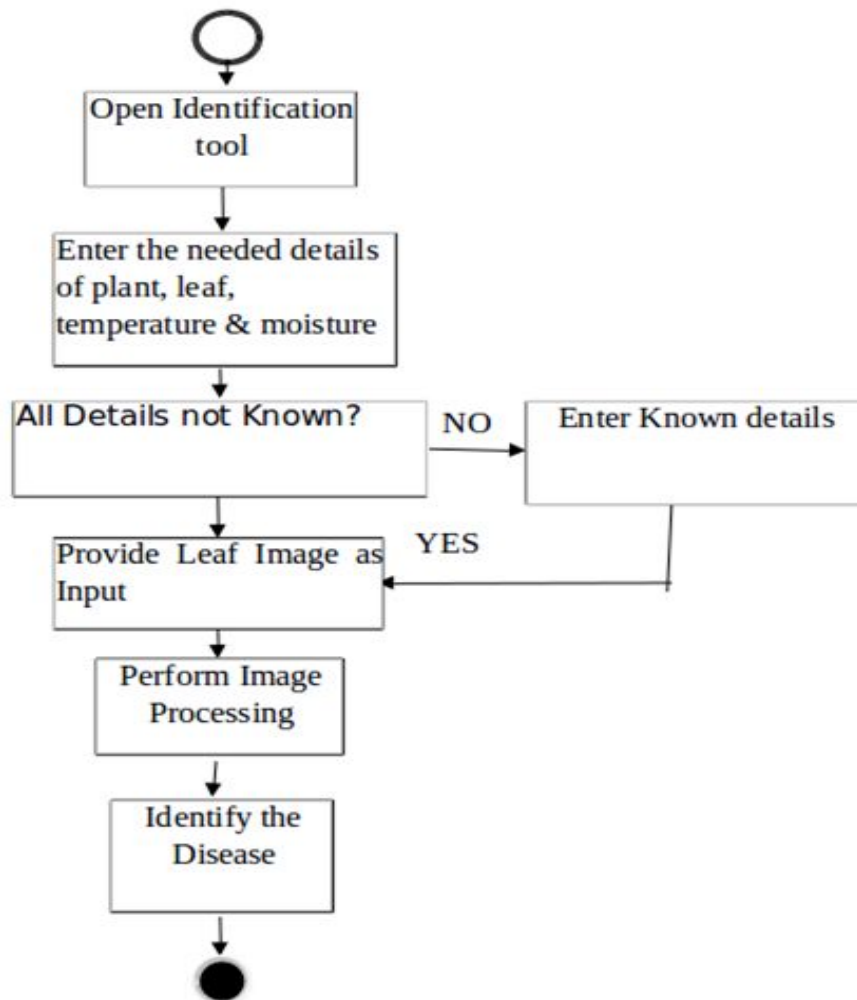 Open Identification
tool
Enter the needed details
of plant, leaf,
temperature & moisture
All Details not Known?
NO
Enter Known details
Provide Leaf Image as
Input
YES
Perform Image
Processing
Identify the
Disease